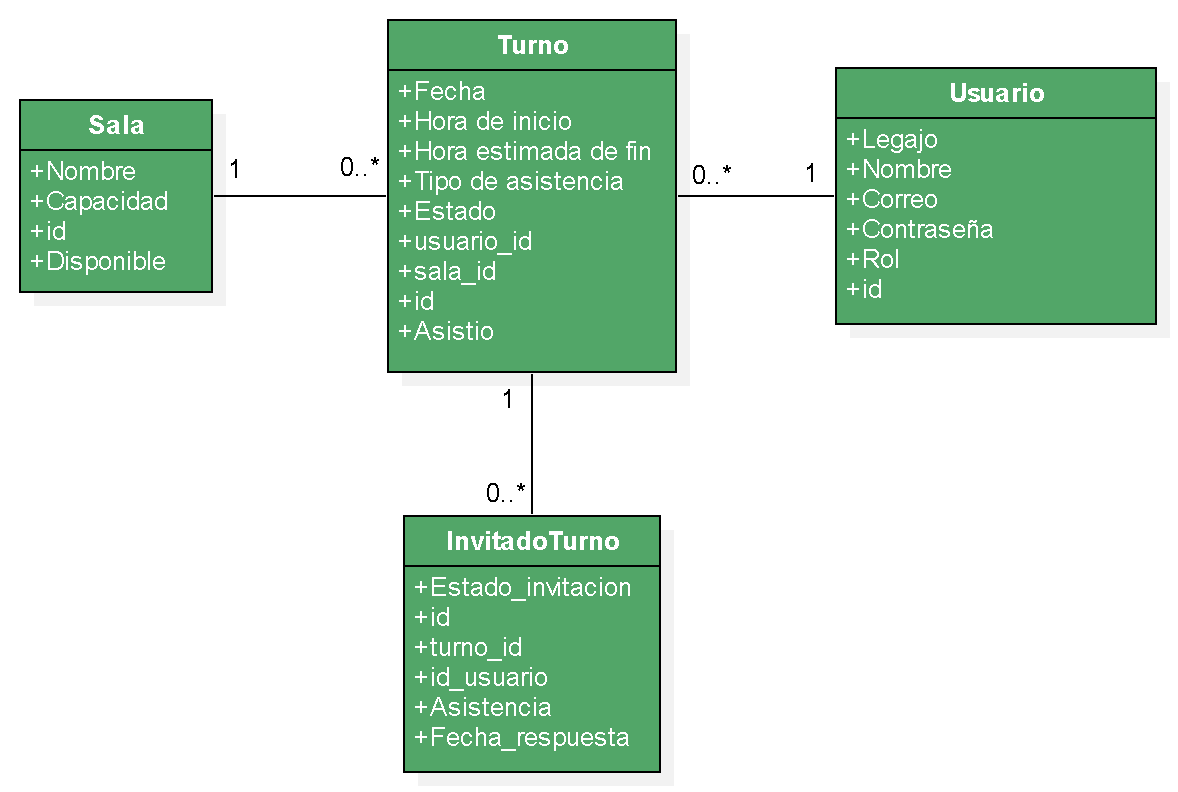 Sala
+Nombre
+Capacidad
+id
+Disponible
1
0..*
Turno
+Fecha
+Hora de inicio
+Hora estimada de fin
+Tipo de asistencia
+Estado
+usuario_id
+sala_id
+id
+Asistio
0..*
1
Usuario
+Legajo
+Nombre
+Correo
+Contraseña
+Rol
+id
1
0..*
InvitadoTurno
+Estado_invitacion
+id
+turno_id
+id_usuario
+Asistencia
+Fecha_respuesta